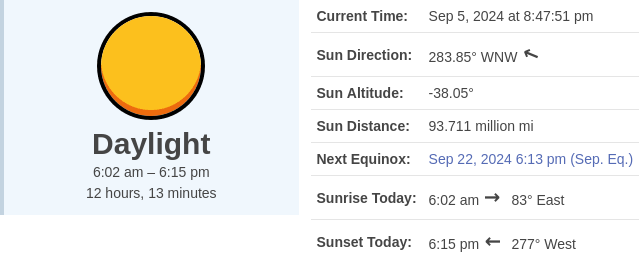 Daylight
6:02 am – 6:15 pm
12 hours, 13 minutes
Current Time: Sep 5, 2024 at 8:47:51 pm
Sun Direction: 283.85° WNW ↑
Sun Altitude: -38.05°
Sun Distance: 93.711 million mi
Next Equinox: Sep 22, 2024 6:13 pm (Sep. Eq.)
Sunrise Today: 6:02 am → 83° East
Sunset Today: 6:15 pm ← 277° West